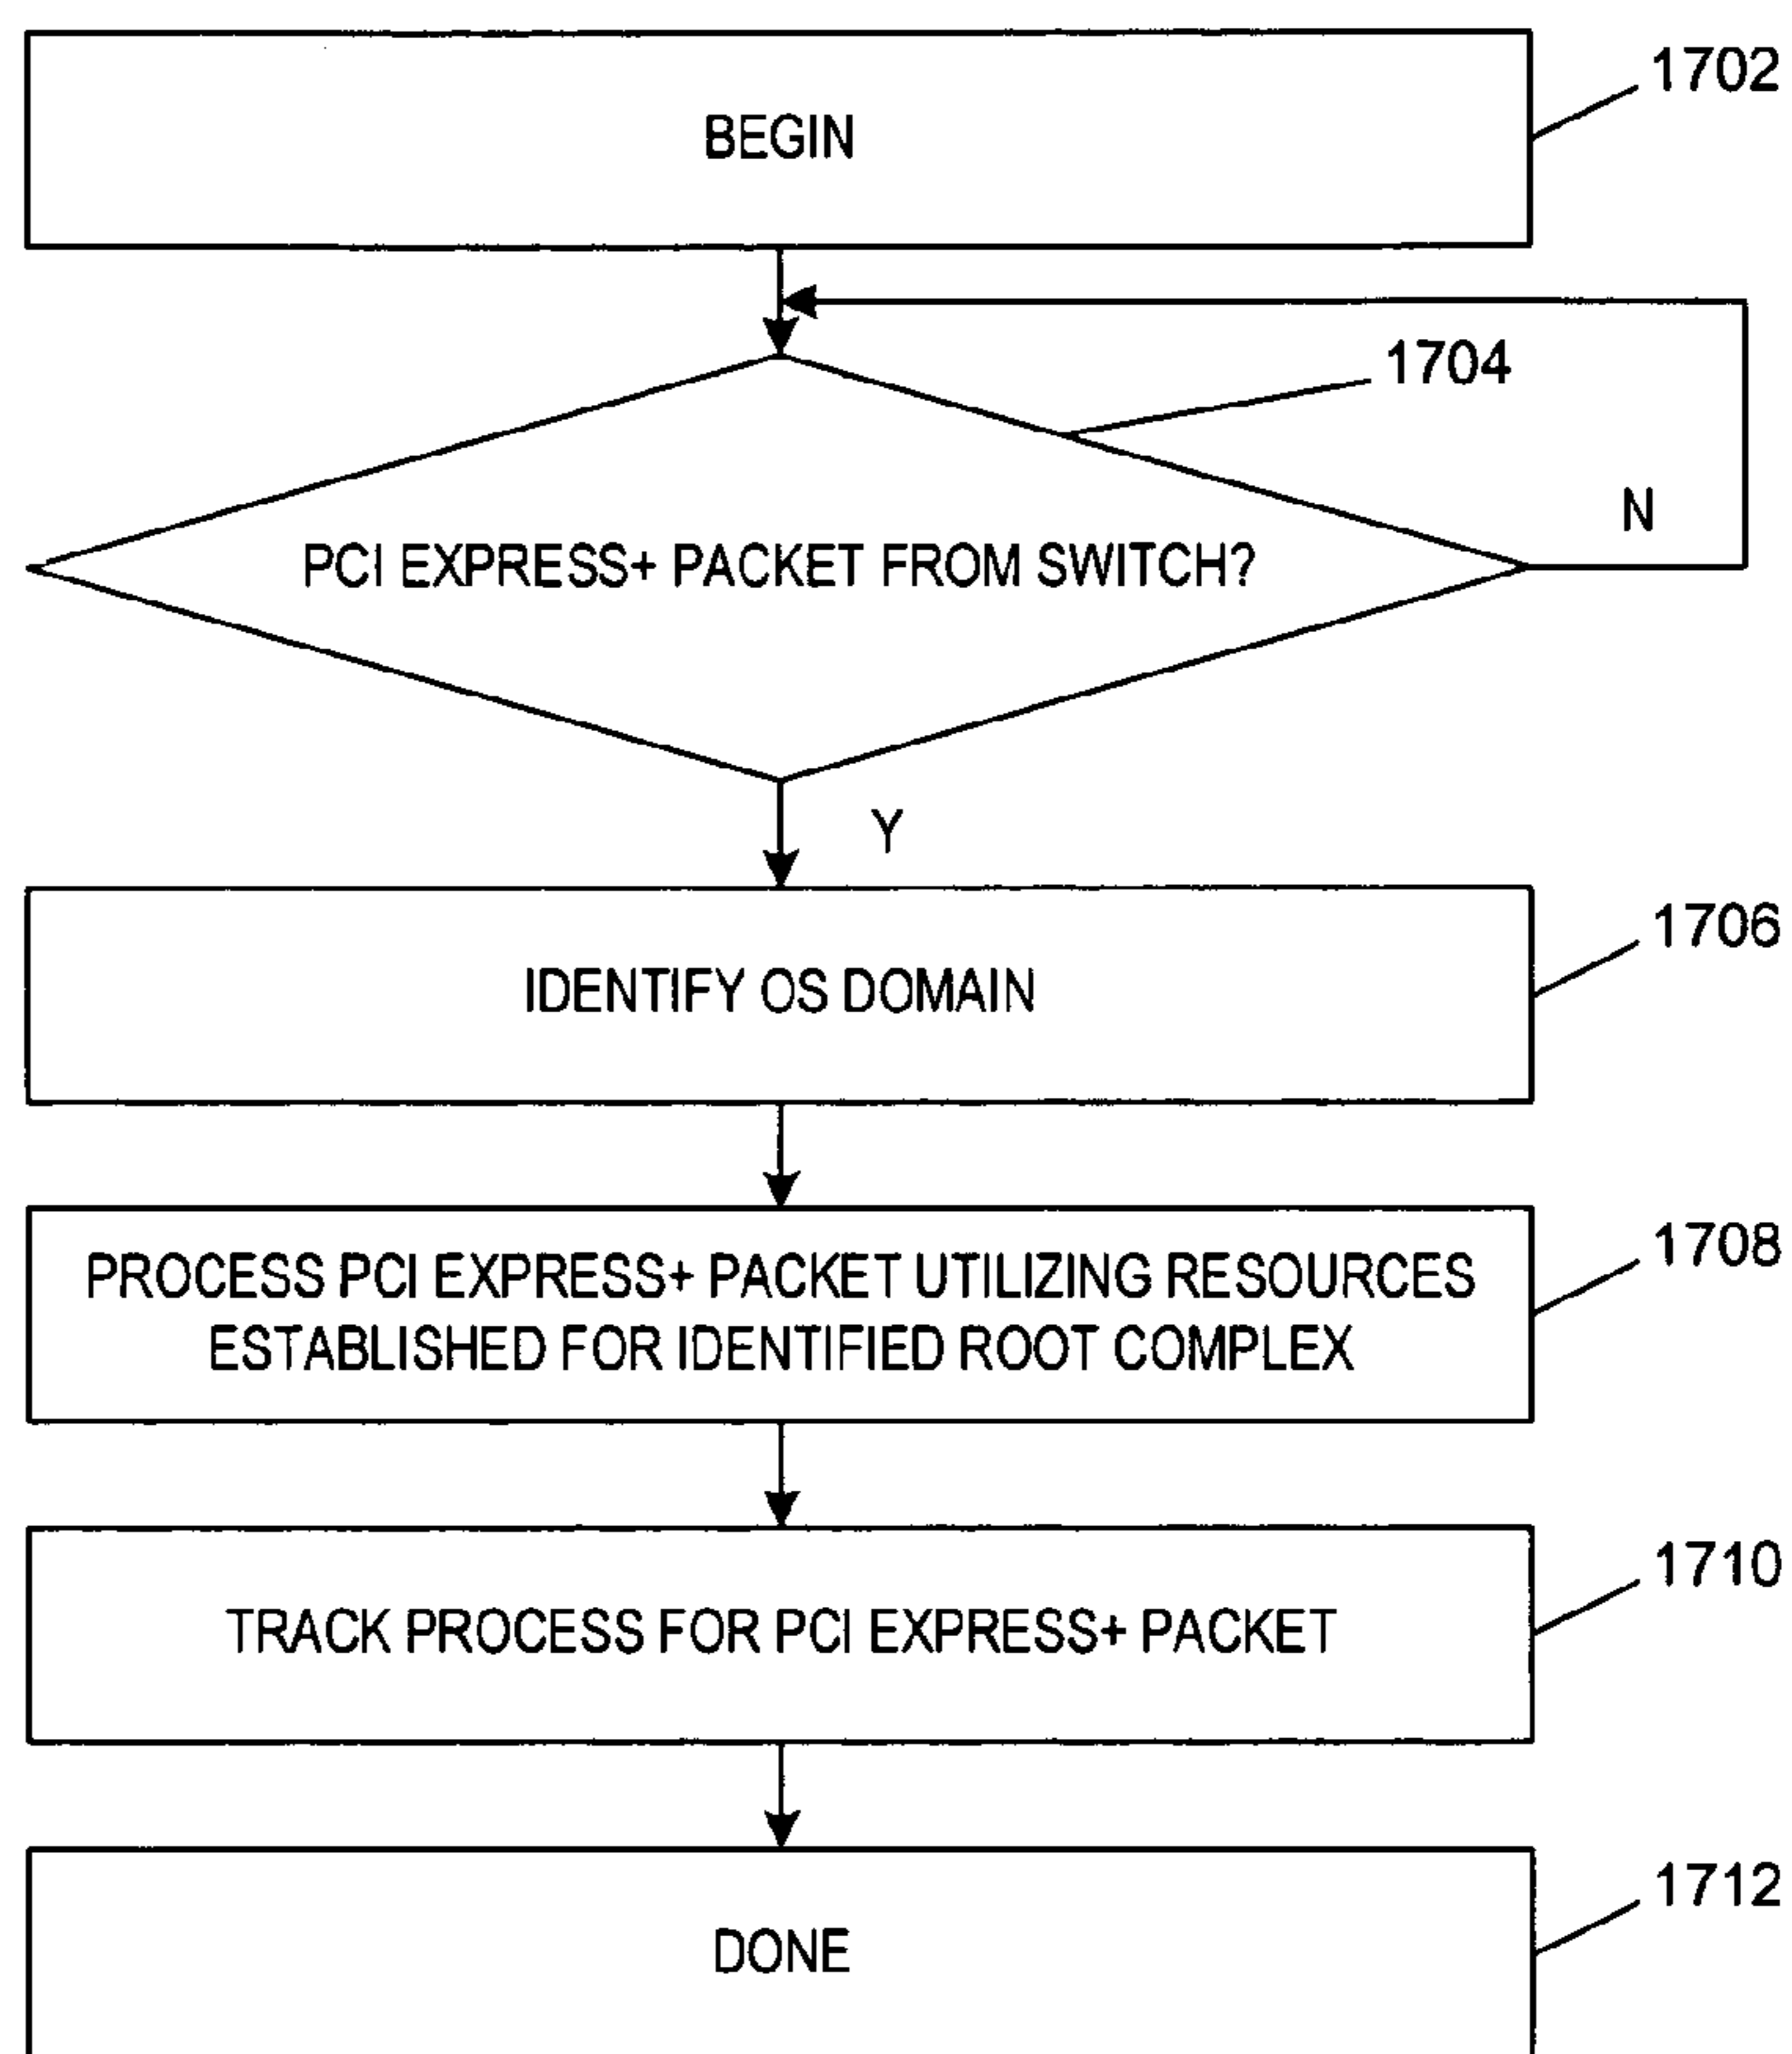 BEGIN
1702
1704
PCI EXPRESS+ PACKET FROM SWITCH?
N
Y
IDENTIFY OS DOMAIN
1706
PROCESS PCI EXPRESS+ PACKET UTILIZING RESOURCES
ESTABLISHED FOR IDENTIFIED ROOT COMPLEX
1708
TRACK PROCESS FOR PCI EXPRESS+ PACKET
1710
DONE
1712